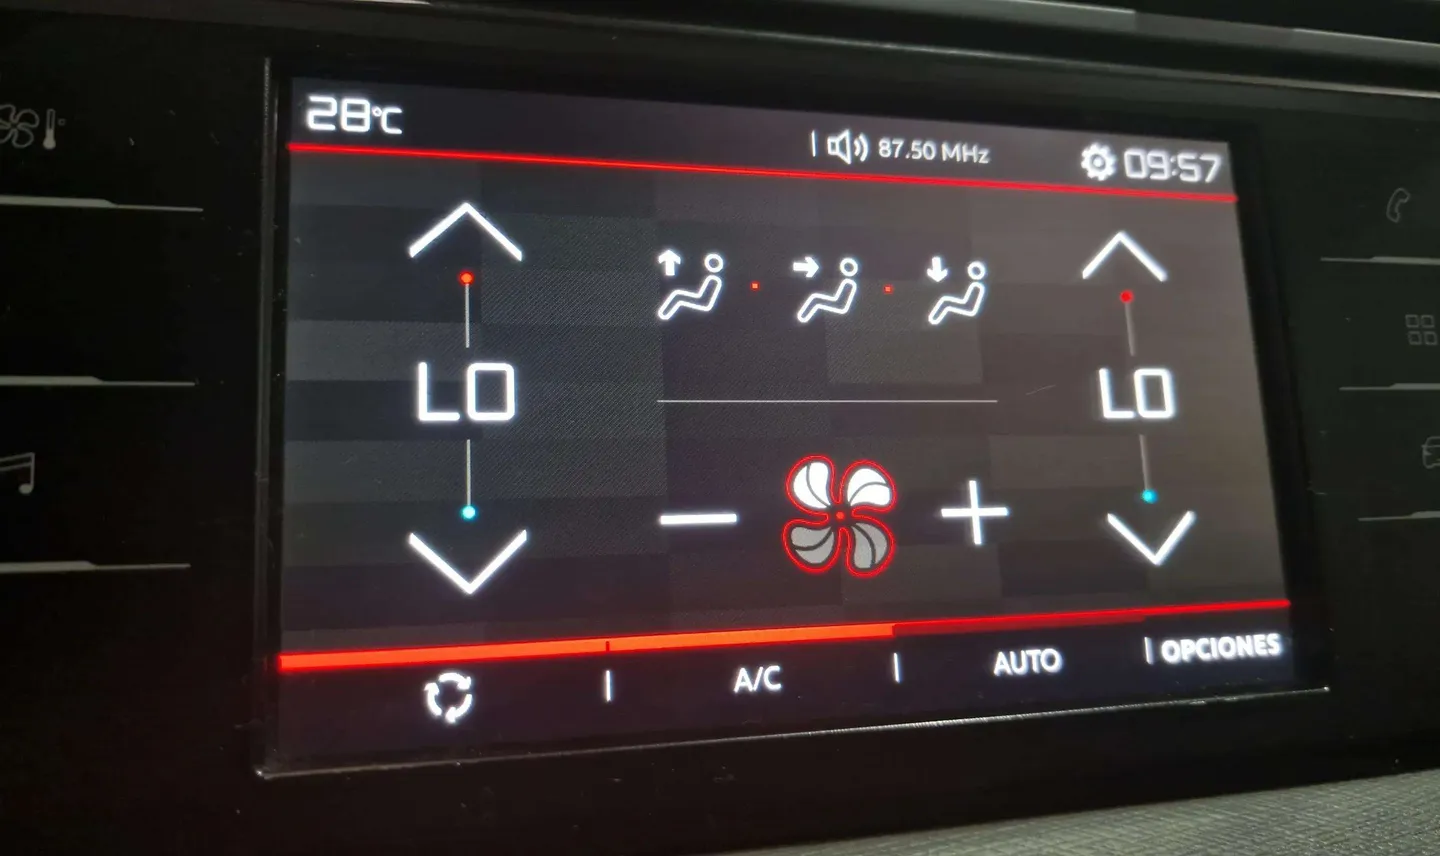 28°C
87.50 MHz
09:57
LO
LO
A/C
AUTO
OPCIONES